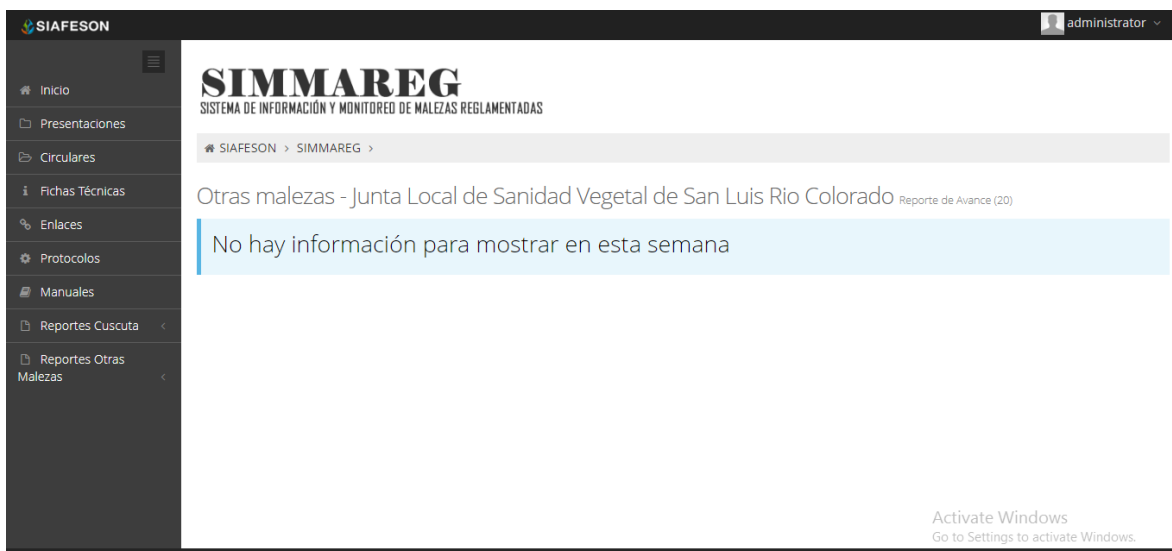 SIAFESON
administrator
Inicio
Presentaciones
Circulares
Fichas Técnicas
Enlaces
Protocolos
Manuales
Reportes Cuscuta
Reportes Otras
Malezas
SIMMAREG
SISTEMA DE INFORMACIÓN Y MONITOREO DE MALEZAS REGLAMENTADAS
SIAFESON > SIMMAREG >
Otras malezas - Junta Local de Sanidad Vegetal de San Luis Rio Colorado Reporte de Avance (20)
No hay información para mostrar en esta semana
Activate Windows
Go to Settings to activate Windows.